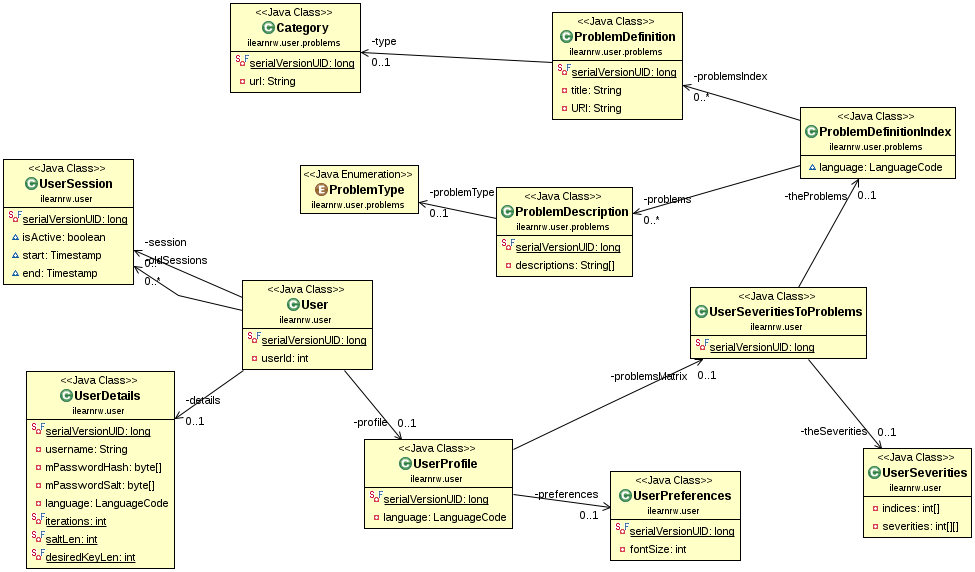 <<Java Class>>
Category
ilearnrw.user.problems
serialVersionUID: long
url: String
-type
0..1
<<Java Class>>
ProblemDefinition
ilearnrw.user.problems
serialVersionUID: long
title: String
URI: String
-problemsIndex
0..*
<<Java Class>>
ProblemDefinitionIndex
ilearnrw.user.problems
language: LanguageCode
<<Java Class>>
UserSession
ilearnrw.user
serialVersionUID: long
isActive: boolean
start: Timestamp
end: Timestamp
<<Java Enumeration>>
ProblemType
ilearnrw.user.problems
-problemType
0..1
<<Java Class>>
ProblemDescription
ilearnrw.user.problems
serialVersionUID: long
descriptions: String[]
-problems
0..*
-theProblems
0..1
-session
-oldSessions
0..*
<<Java Class>>
User
ilearnrw.user
serialVersionUID: long
userId: int
<<Java Class>>
UserSeveritiesToProblems
ilearnrw.user
serialVersionUID: long
<<Java Class>>
UserDetails
ilearnrw.user
serialVersionUID: long
username: String
mPasswordHash: byte[]
mPasswordSalt: byte[]
language: LanguageCode
iterations: int
saltLen: int
desiredKeyLen: int
-details
0..1
-profile
0..1
-problemsMatrix
0..1
-theSeverities
0..1
<<Java Class>>
UserProfile
ilearnrw.user
serialVersionUID: long
language: LanguageCode
-preferences
0..1
<<Java Class>>
UserPreferences
ilearnrw.user
serialVersionUID: long
fontSize: int
<<Java Class>>
UserSeverities
ilearnrw.user
indices: int[]
severities: int[][]